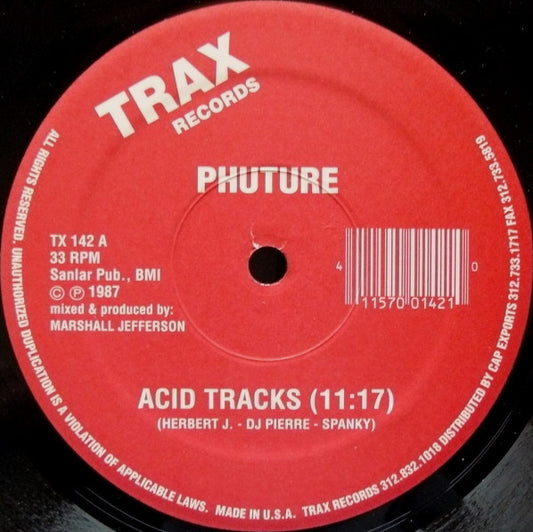 TRAX
RECORDS
PHUTURE
TX 142 A
33 RPM
Sanlar Pub., BMI
© ℗ 1987
mixed & produced by:
MARSHALL JEFFERSON
4 11570 01421 0
ACID TRACKS (11:17)
(HERBERT J. - DJ PIERRE - SPANKY)
ALL RIGHTS RESERVED. UNAUTHORIZED DUPLICATION IS A VIOLATION OF APPLICABLE LAWS. MADE IN U.S.A. TRAX RECORDS 312.832.1018 DISTRIBUTED BY CAP EXPORTS 312.733.1717 FAX 312.733.5819